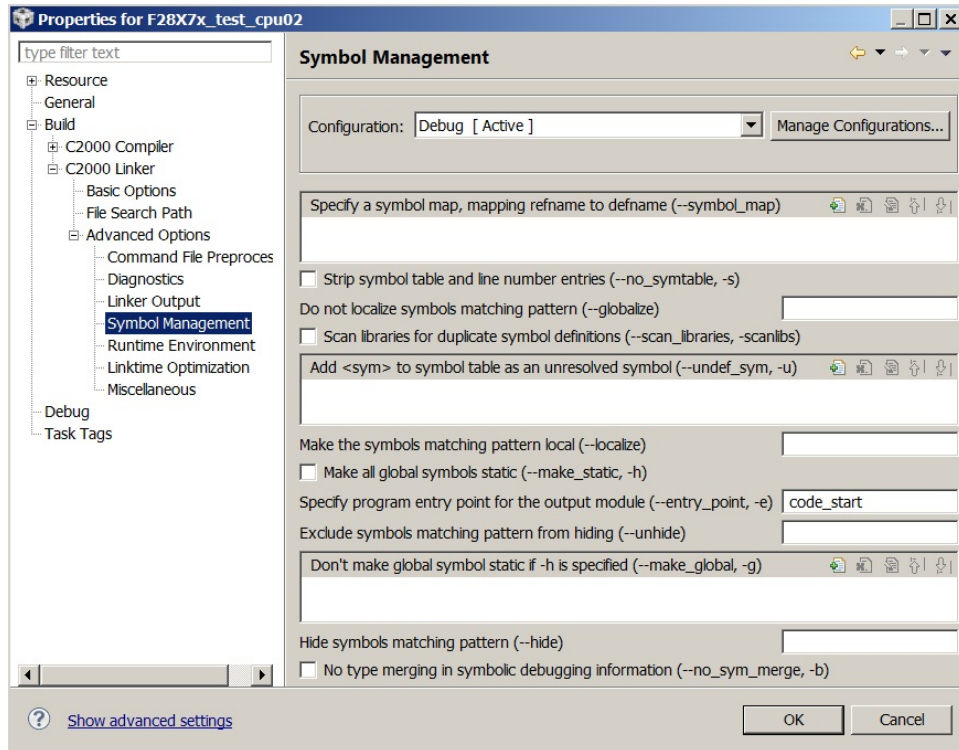 Properties for F28X7x_test_cpu02
type filter text
Resource
General
Build
C2000 Compiler
C2000 Linker
Basic Options
File Search Path
Advanced Options
Command File Preproces
Diagnostics
Linker Output
Symbol Management
Runtime Environment
Linktime Optimization
Miscellaneous
Debug
Task Tags
Symbol Management
Configuration: Debug [ Active ] Manage Configurations...
Specify a symbol map, mapping refname to defname (--symbol_map)
Strip symbol table and line number entries (--no_symtable, -s)
Do not localize symbols matching pattern (--globalize)
Scan libraries for duplicate symbol definitions (--scan_libraries, -scanlibs)
Add <sym> to symbol table as an unresolved symbol (--undef_sym, -u)
Make the symbols matching pattern local (--localize)
Make all global symbols static (--make_static, -h)
Specify program entry point for the output module (--entry_point, -e) code_start
Exclude symbols matching pattern from hiding (--unhide)
Don't make global symbol static if -h is specified (--make_global, -g)
Hide symbols matching pattern (--hide)
No type merging in symbolic debugging information (--no_sym_merge, -b)
? Show advanced settings OK Cancel